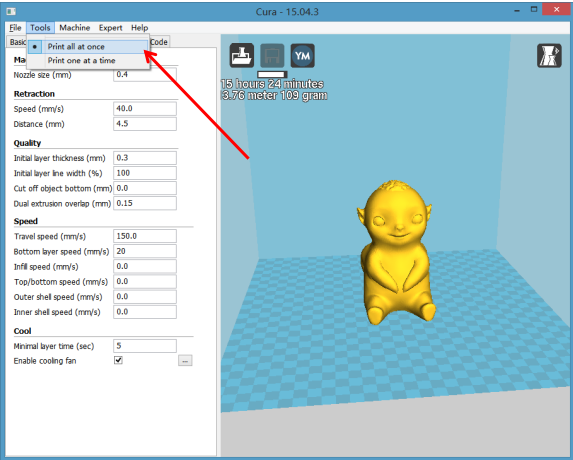 Cura - 15.04.3
File Tools Machine Expert Help
Print all at once
Print one at a time
Nozzle size (mm) 0.4
Retraction
Speed (mm/s) 40.0
Distance (mm) 4.5
Quality
Initial layer thickness (mm) 0.3
Initial layer line width (%) 100
Cut off object bottom (mm) 0.0
Dual extrusion overlap (mm) 0.15
Speed
Travel speed (mm/s) 150.0
Bottom layer speed (mm/s) 20
Infill speed (mm/s) 0.0
Top/bottom speed (mm/s) 0.0
Outer shell speed (mm/s) 0.0
Inner shell speed (mm/s) 0.0
Cool
Minimal layer time (sec) 5
Enable cooling fan ...
YM
15 hours 24 minutes
3.76 meter 109 gram